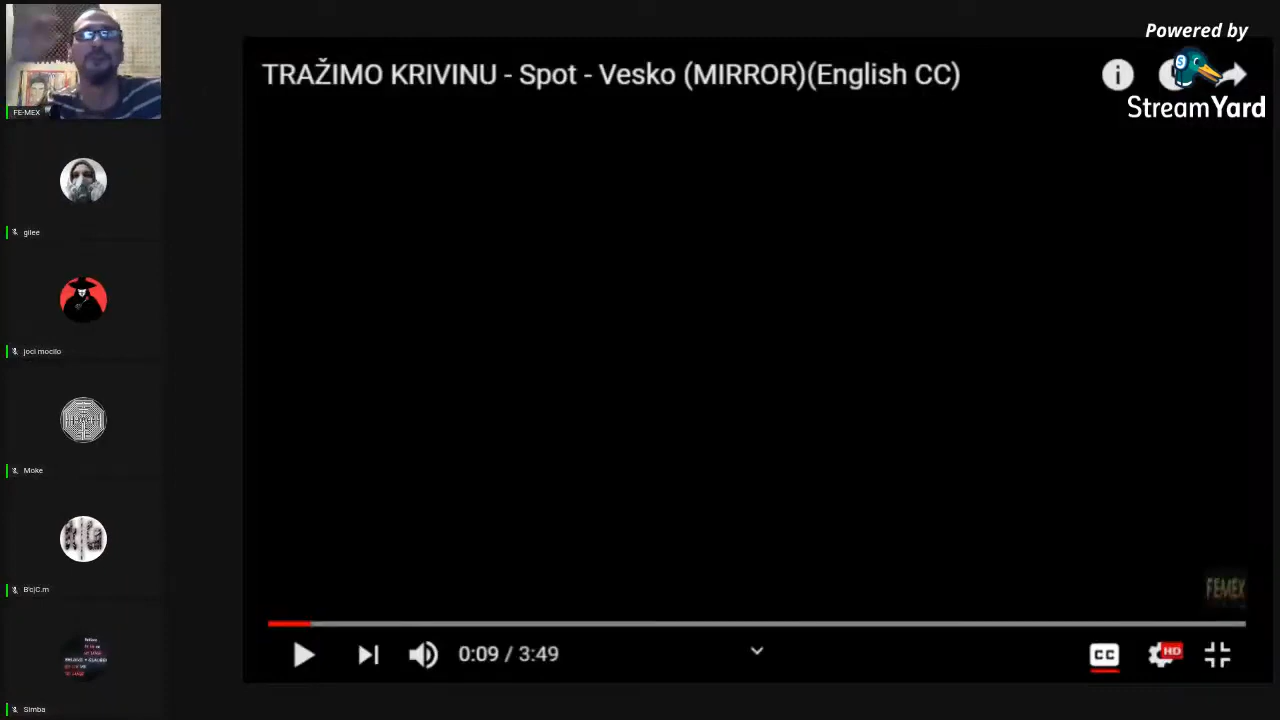 Powered by
StreamYard
TRAŽIMO KRIVINU - Spot - Vesko (MIRROR)(English CC)
FE-MEX
gilee
joci mocilo
Moke
B'c|C.m
Simba
FEMEX
0:09 / 3:49
CC
HD